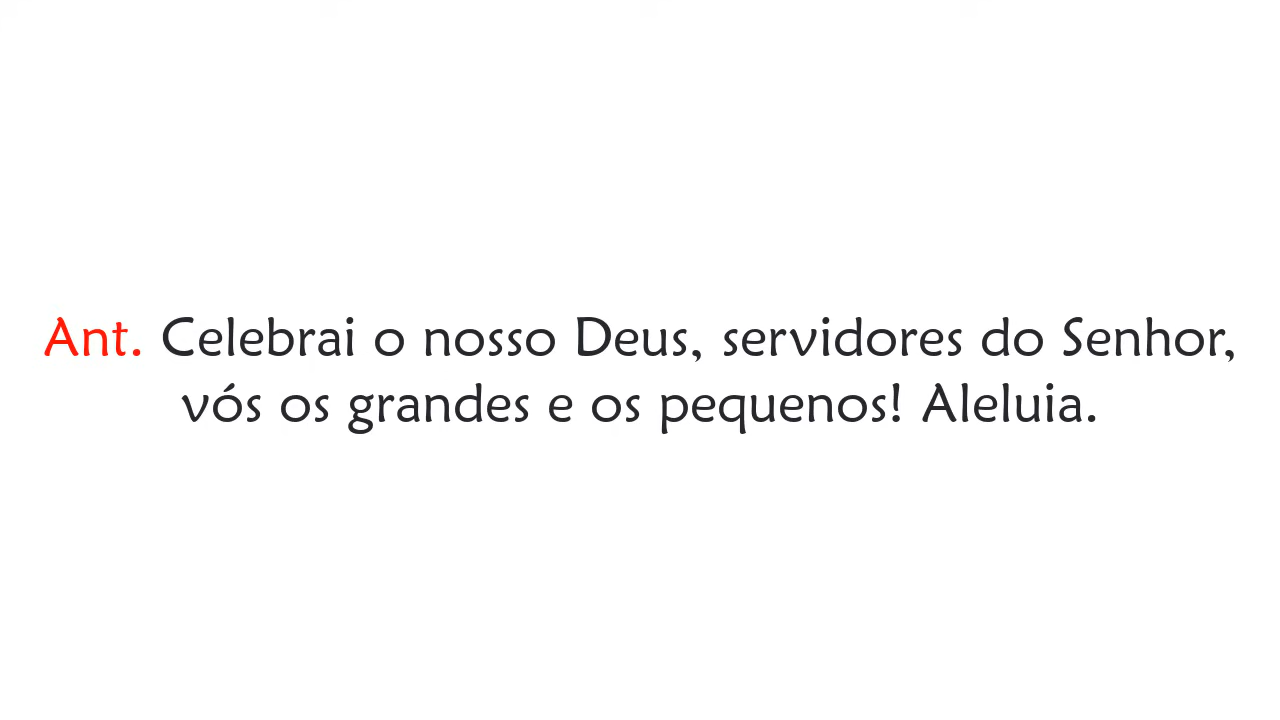 Ant. Celebrai o nosso Deus, servidores do Senhor,
vós os grandes e os pequenos! Aleluia.